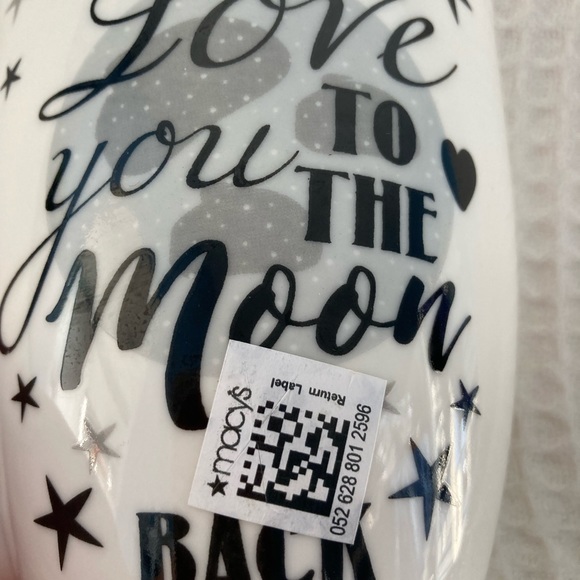 Love
you TO
THE
Moon
BACK
★macy's
Return Label
052 628 801 2596